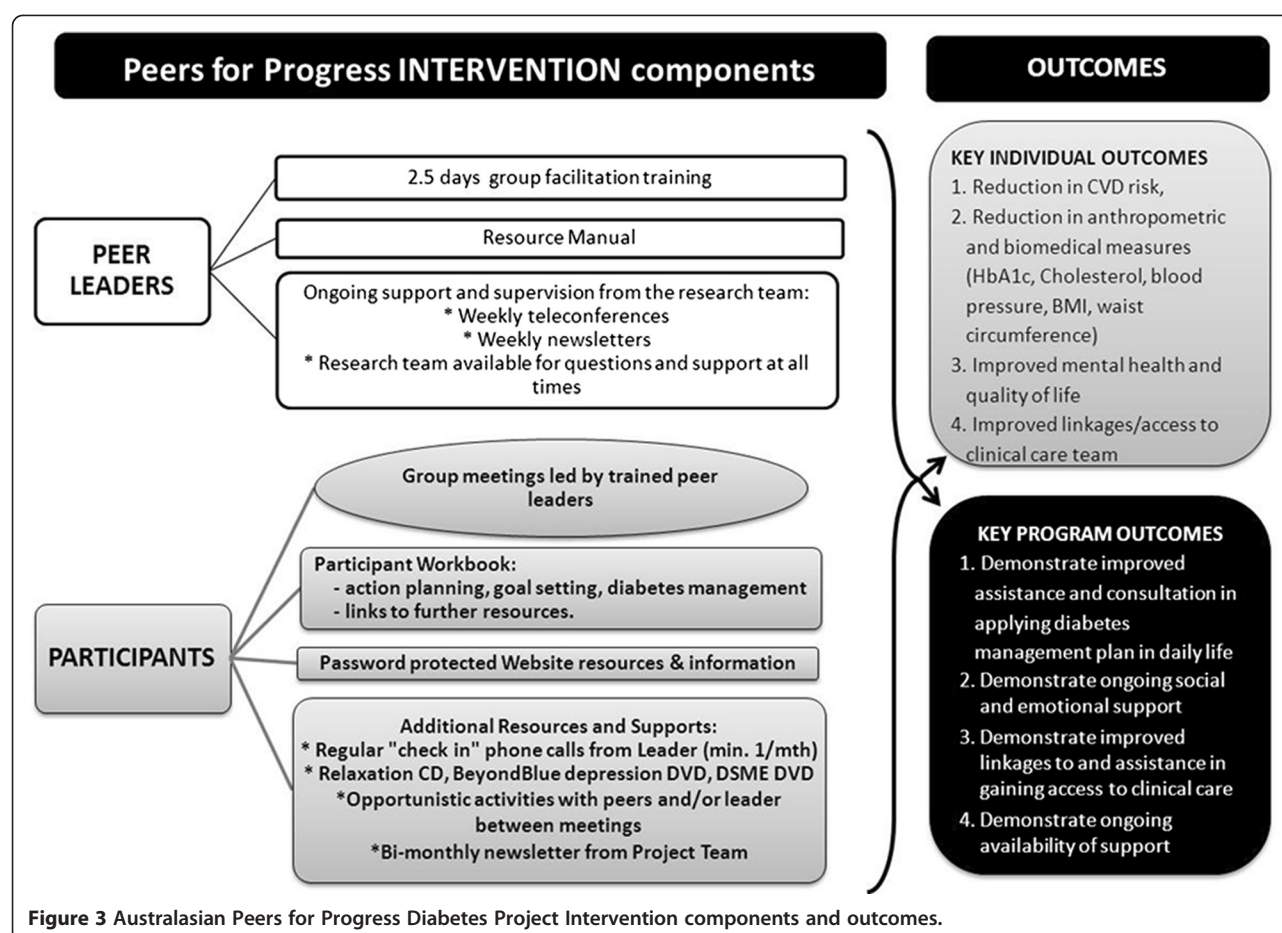 Peers for Progress INTERVENTION components
OUTCOMES
PEER
LEADERS
2.5 days group facilitation training
Resource Manual
Ongoing support and supervision from the research team:
* Weekly teleconferences
* Weekly newsletters
* Research team available for questions and support at all
times
PARTICIPANTS
Group meetings led by trained peer
leaders
Participant Workbook:
- action planning, goal setting, diabetes management
- links to further resources.
Password protected Website resources & information
Additional Resources and Supports:
* Regular "check in" phone calls from Leader (min. 1/mth)
* Relaxation CD, BeyondBlue depression DVD, DSME DVD
*Opportunistic activities with peers and/or leader
between meetings
*Bi-monthly newsletter from Project Team
KEY INDIVIDUAL OUTCOMES
1. Reduction in CVD risk,
2. Reduction in anthropometric
and biomedical measures
(HbA1c, Cholesterol, blood
pressure, BMI, waist
circumference)
3. Improved mental health and
quality of life
4. Improved linkages/access to
clinical care team
KEY PROGRAM OUTCOMES
1. Demonstrate improved
assistance and consultation in
applying diabetes
management plan in daily life
2. Demonstrate ongoing social
and emotional support
3. Demonstrate improved
linkages to and assistance in
gaining access to clinical care
4. Demonstrate ongoing
availability of support
Figure 3 Australasian Peers for Progress Diabetes Project Intervention components and outcomes.